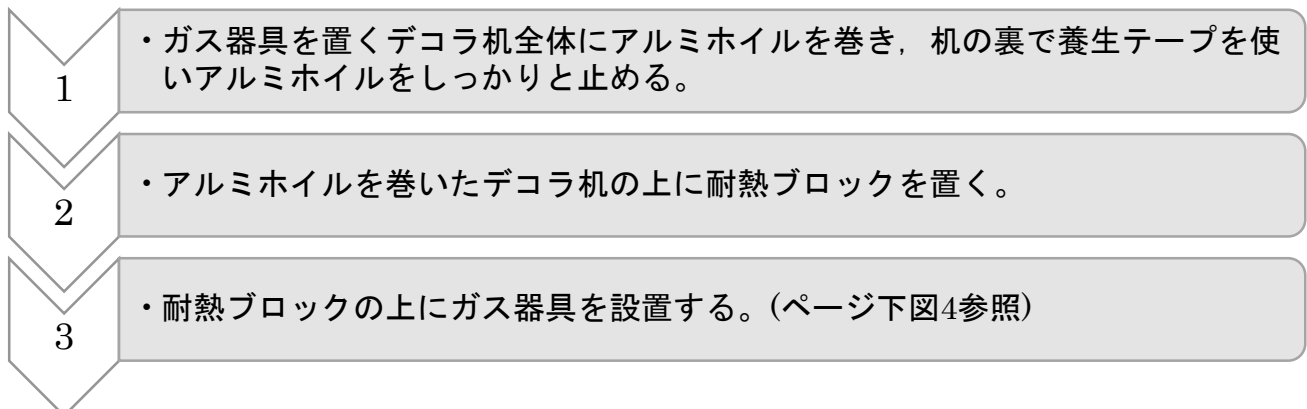 1
・ガス器具を置くデコラ机全体にアルミホイルを巻き，机の裏で養生テープを使
いアルミホイルをしっかりと止める。
2
・アルミホイルを巻いたデコラ机の上に耐熱ブロックを置く。
3
・耐熱ブロックの上にガス器具を設置する。(ページ下図4参照)